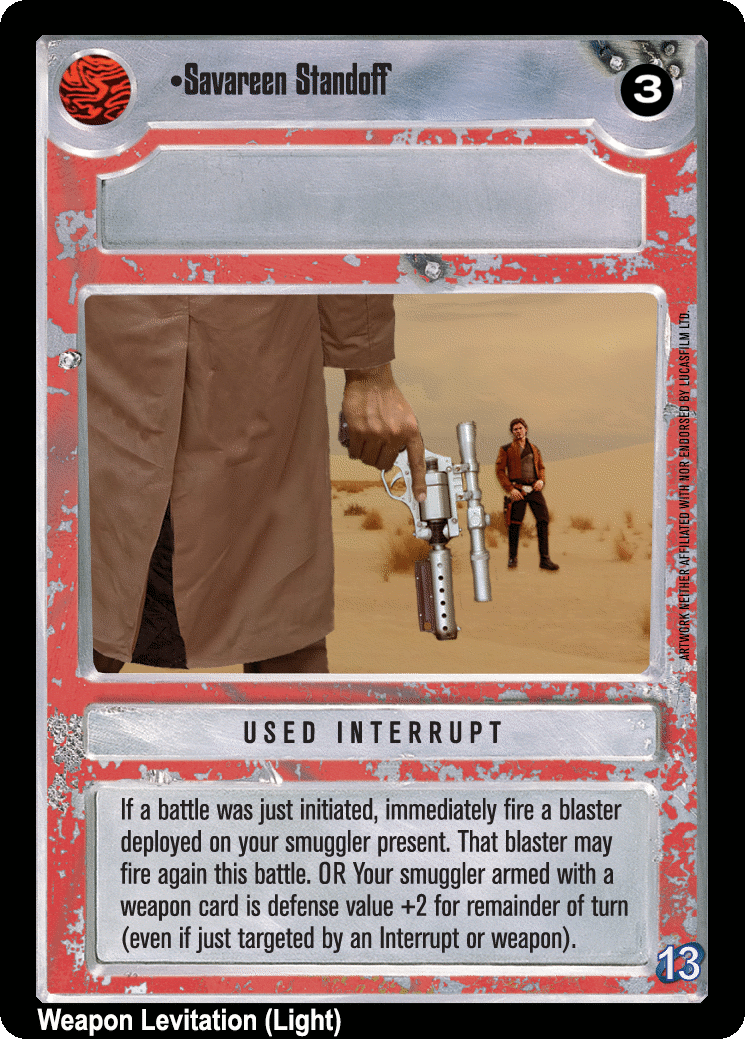 •Savareen Standoff
3
ARTWORK NEITHER AFFILIATED WITH NOR ENDORSED BY LUCASFILM LTD.
USED INTERRUPT
If a battle was just initiated, immediately fire a blaster
deployed on your smuggler present. That blaster may
fire again this battle. OR Your smuggler armed with a
weapon card is defense value +2 for remainder of turn
(even if just targeted by an Interrupt or weapon).
13
Weapon Levitation (Light)